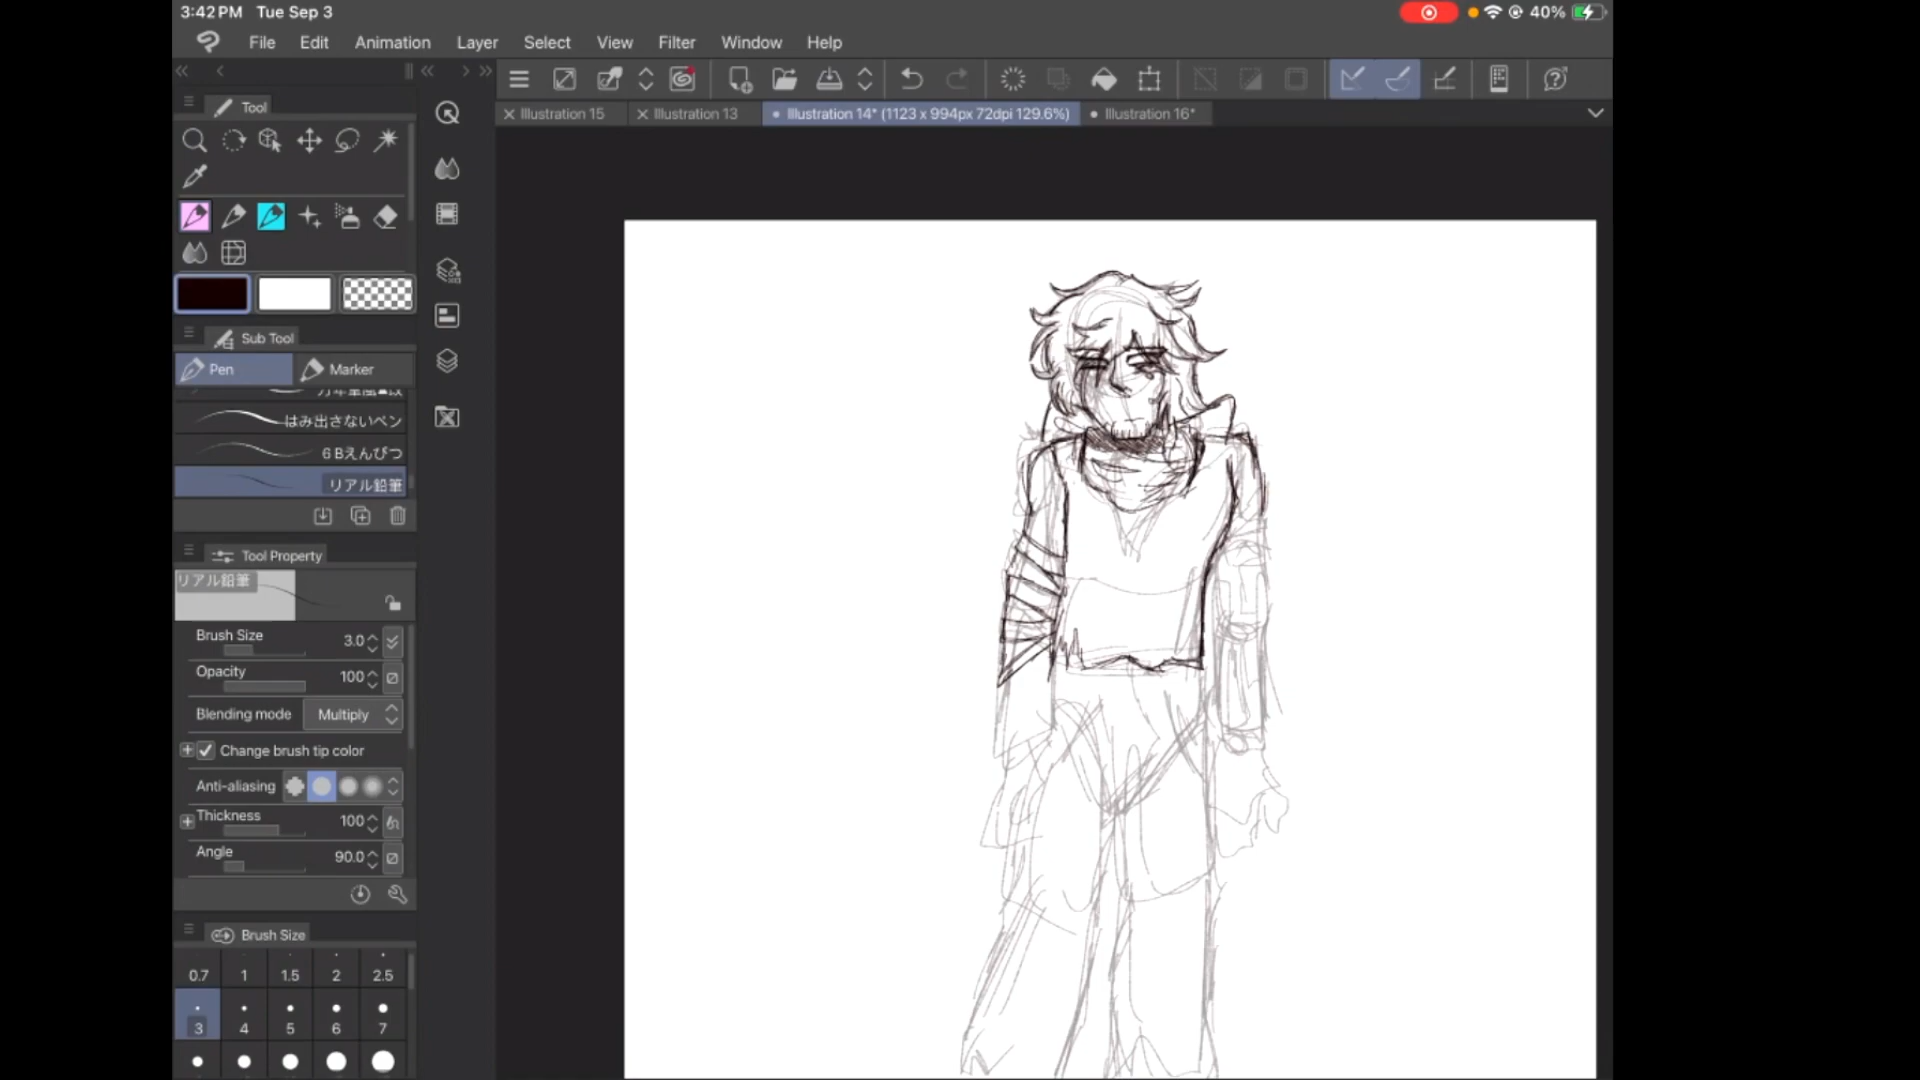 3:42 PM Tue Sep 3
40%
File Edit Animation Layer Select View Filter Window Help
Tool
Illustration 15
Illustration 13
Illustration 14* (1123 x 994px 72dpi 129.6%)
Illustration 16*
Sub Tool
Pen
Marker
はみ出さないペン
6Bえんぴつ
リアル鉛筆
Tool Property
リアル鉛筆
Brush Size 3.0
Opacity 100
Blending mode Multiply
Change brush tip color
Anti-aliasing
Thickness 100
Angle 90.0
Brush Size
0.7 1 1.5 2 2.5
3 4 5 6 7